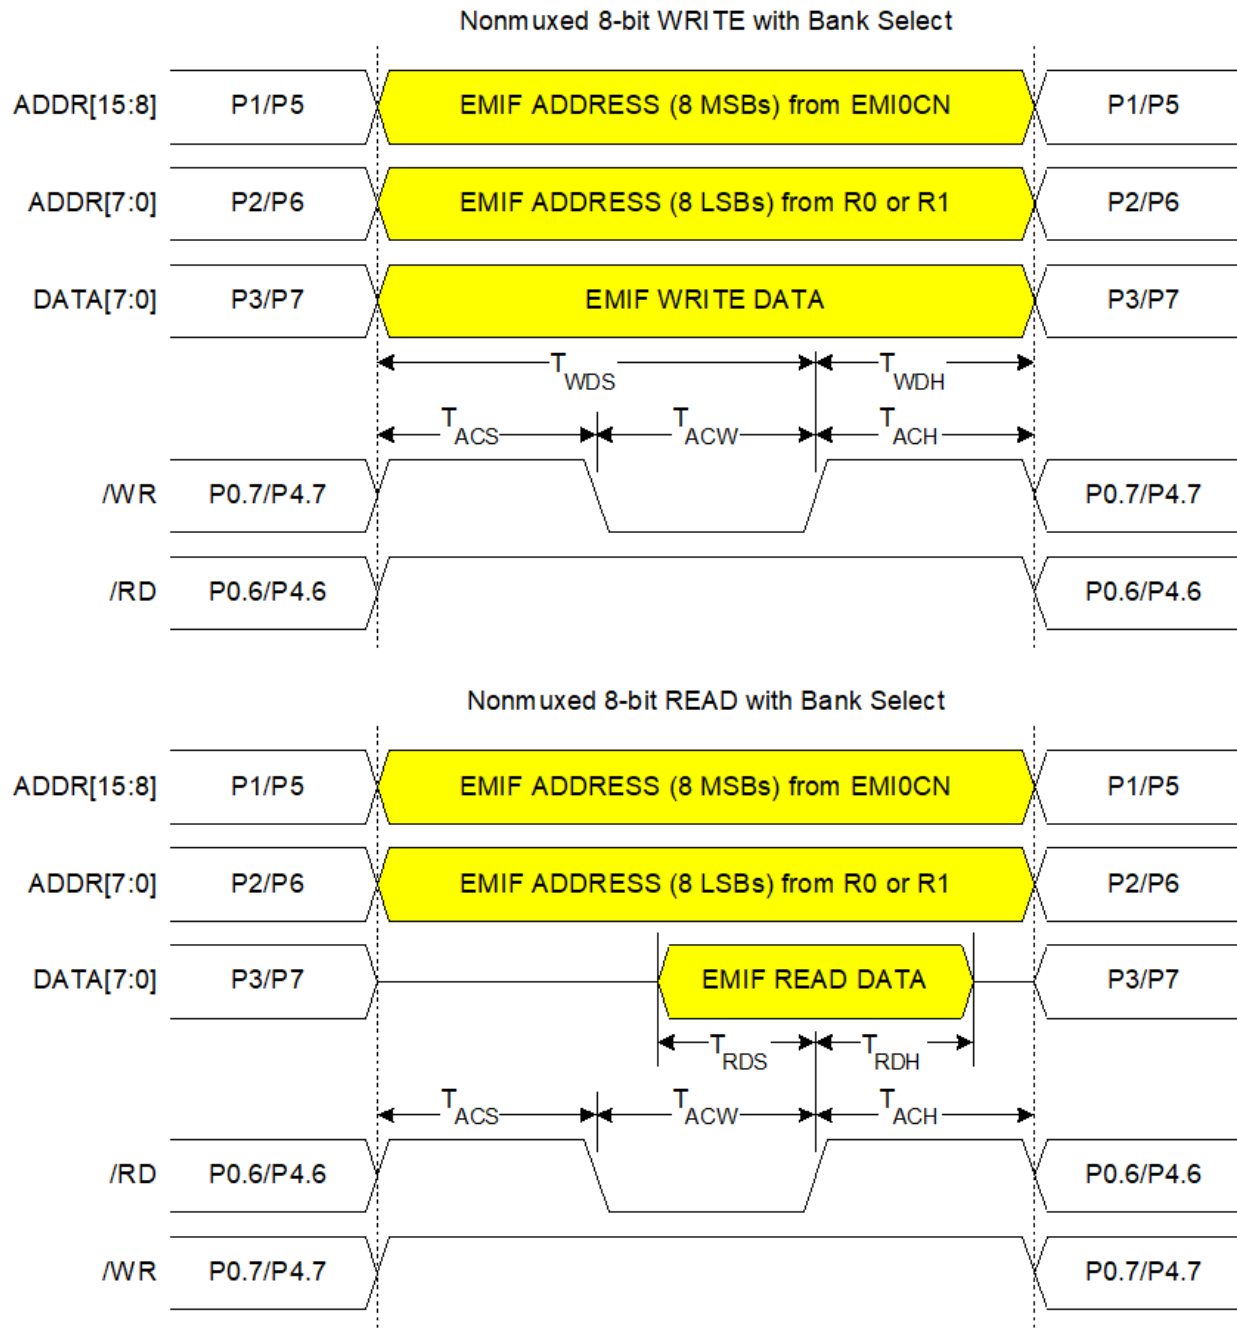 Nonmuxed 8-bit WRITE with Bank Select
ADDR[15:8] P1/P5 EMIF ADDRESS (8 MSBs) from EMI0CN P1/P5
ADDR[7:0] P2/P6 EMIF ADDRESS (8 LSBs) from R0 or R1 P2/P6
DATA[7:0] P3/P7 EMIF WRITE DATA P3/P7
TWDS TWDH
TACS TACW TACH
/WR P0.7/P4.7 P0.7/P4.7
/RD P0.6/P4.6 P0.6/P4.6
Nonmuxed 8-bit READ with Bank Select
ADDR[15:8] P1/P5 EMIF ADDRESS (8 MSBs) from EMI0CN P1/P5
ADDR[7:0] P2/P6 EMIF ADDRESS (8 LSBs) from R0 or R1 P2/P6
DATA[7:0] P3/P7 EMIF READ DATA P3/P7
TRDS TRDH
TACS TACW TACH
/RD P0.6/P4.6 P0.6/P4.6
/WR P0.7/P4.7 P0.7/P4.7